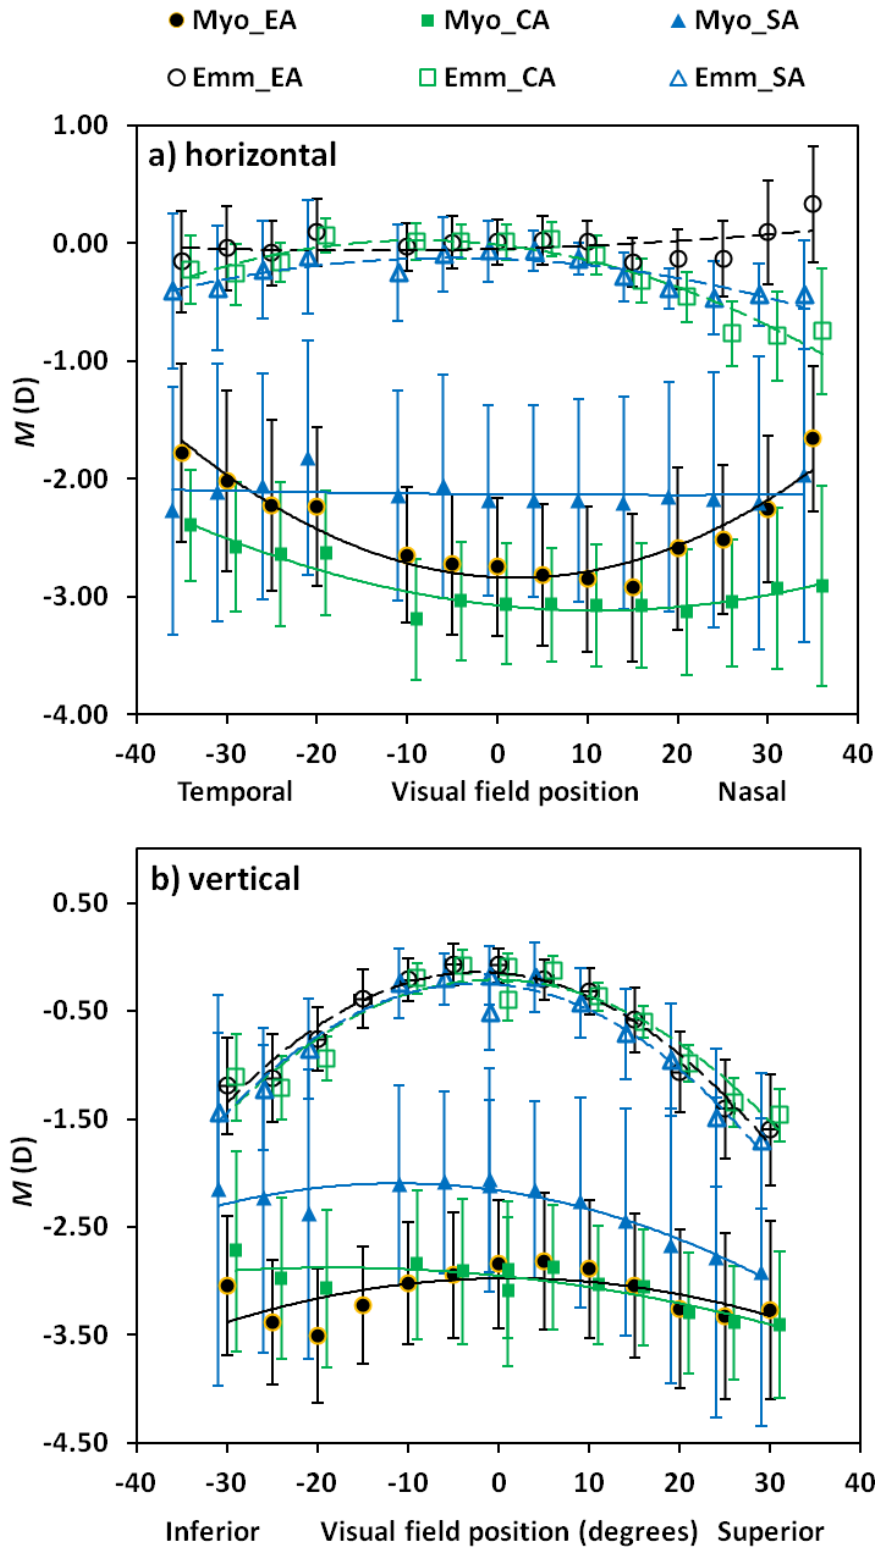 Myo_EA Myo_CA Myo_SA
Emm_EA Emm_CA Emm_SA
1.00
a) horizontal
0.00
-1.00
M (D)
-2.00
-3.00
-4.00
-40 -30 -20 -10 0 10 20 30 40
Temporal Visual field position Nasal
b) vertical
0.50
-0.50
-1.50
M (D)
-2.50
-3.50
-4.50
-40 -30 -20 -10 0 10 20 30 40
Inferior Visual field position (degrees) Superior